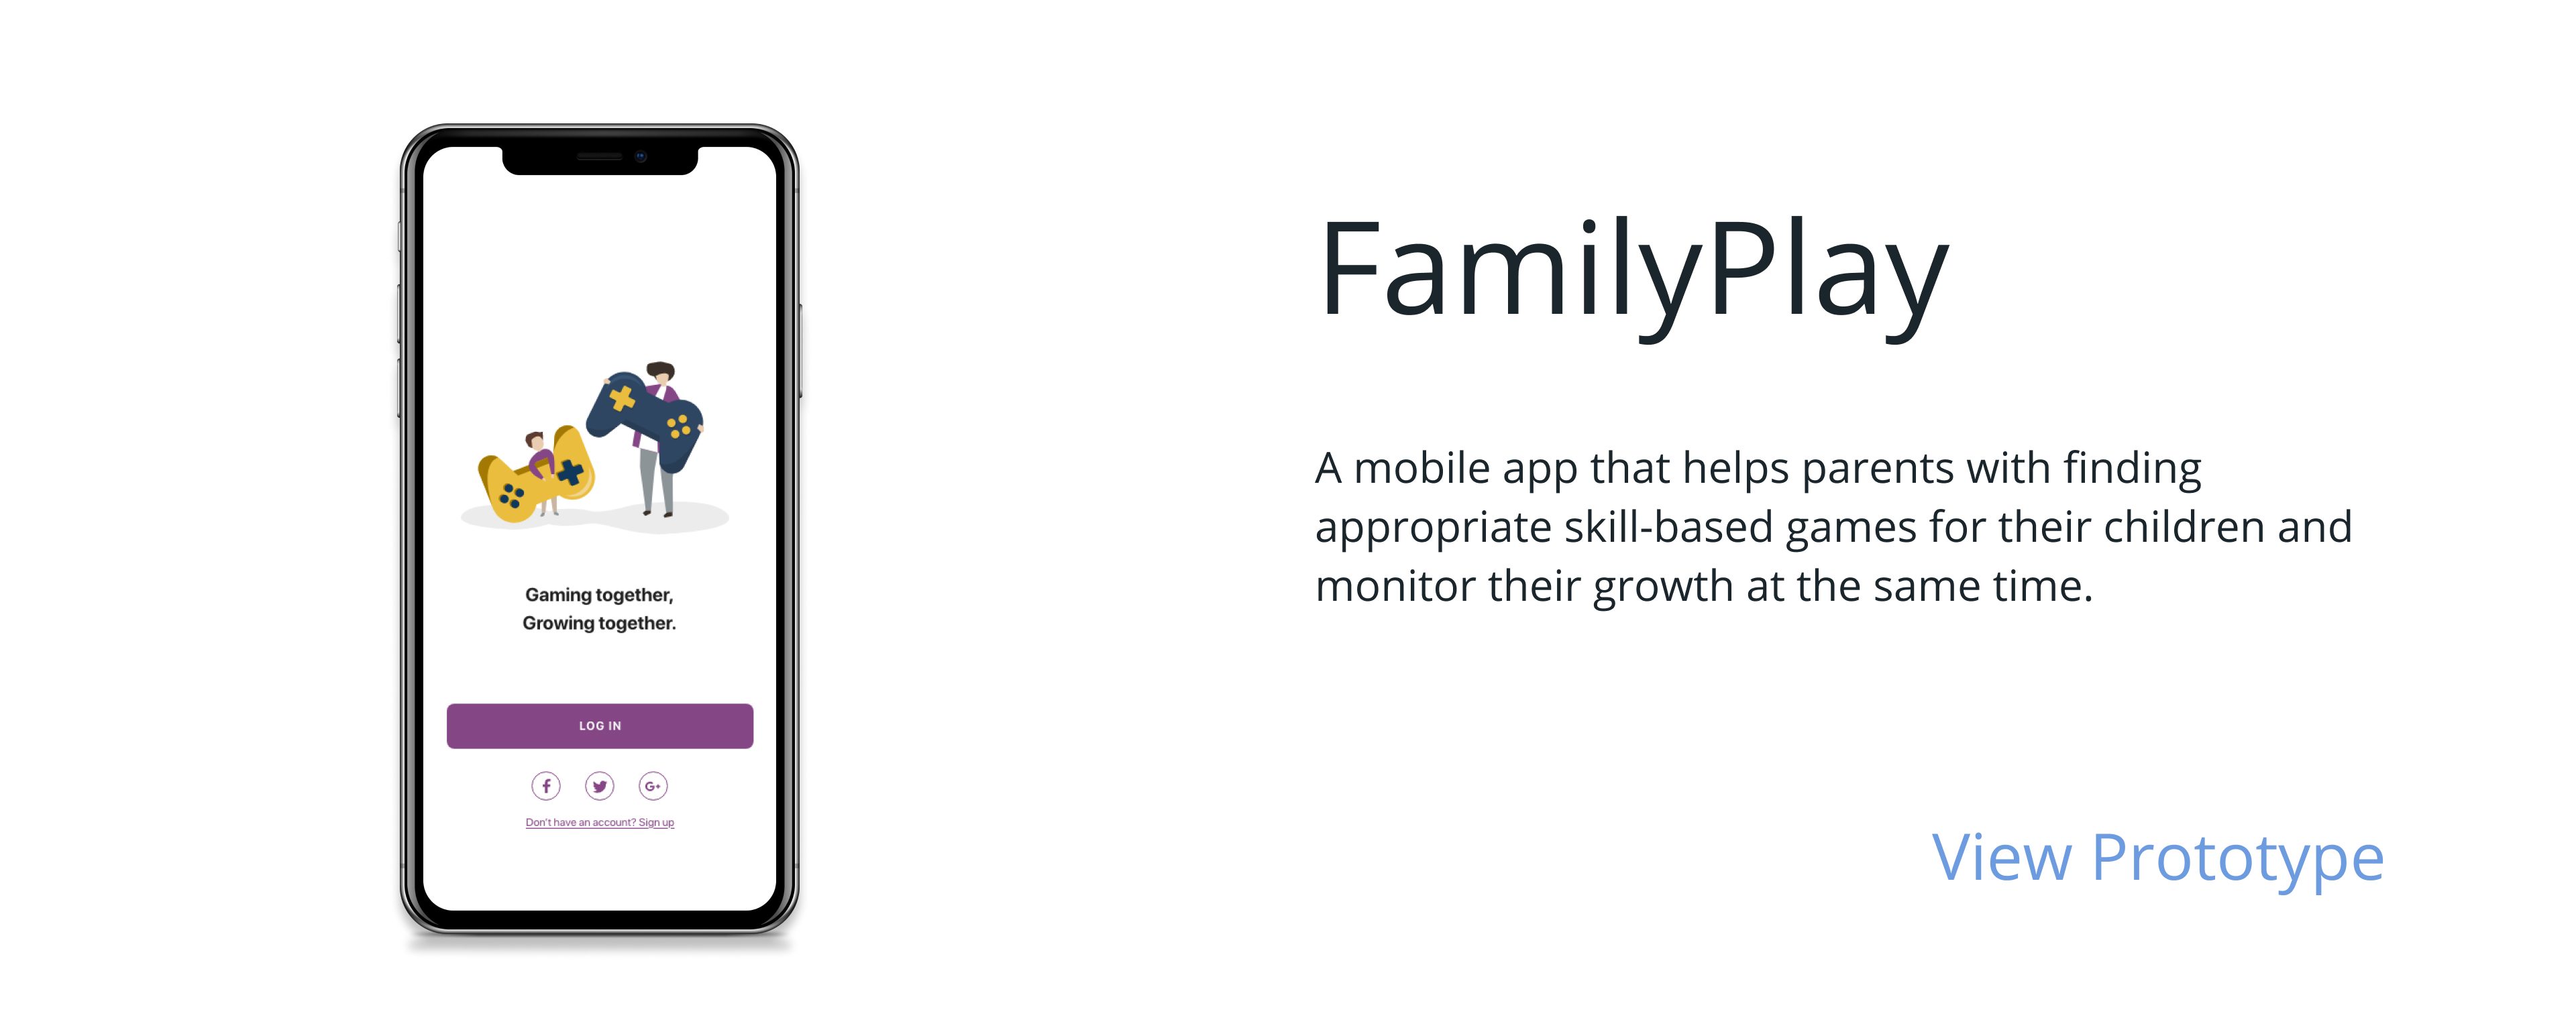 FamilyPlay
A mobile app that helps parents with finding
appropriate skill-based games for their children and
monitor their growth at the same time.
View Prototype
Gaming together,
Growing together.
LOG IN
f
G+
Don't have an account? Sign up